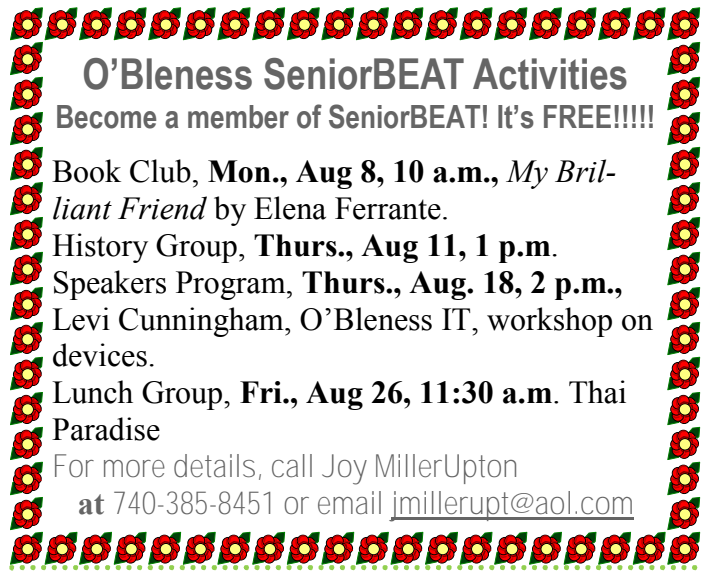 O’Bleness SeniorBEAT Activities
Become a member of SeniorBEAT! It’s FREE!!!!!
Book Club, Mon., Aug 8, 10 a.m., My Bril-
liant Friend by Elena Ferrante.
History Group, Thurs., Aug 11, 1 p.m.
Speakers Program, Thurs., Aug. 18, 2 p.m.,
Levi Cunningham, O’Bleness IT, workshop on
devices.
Lunch Group, Fri., Aug 26, 11:30 a.m. Thai
Paradise
For more details, call Joy MillerUpton
at 740-385-8451 or email jmillerupt@aol.com